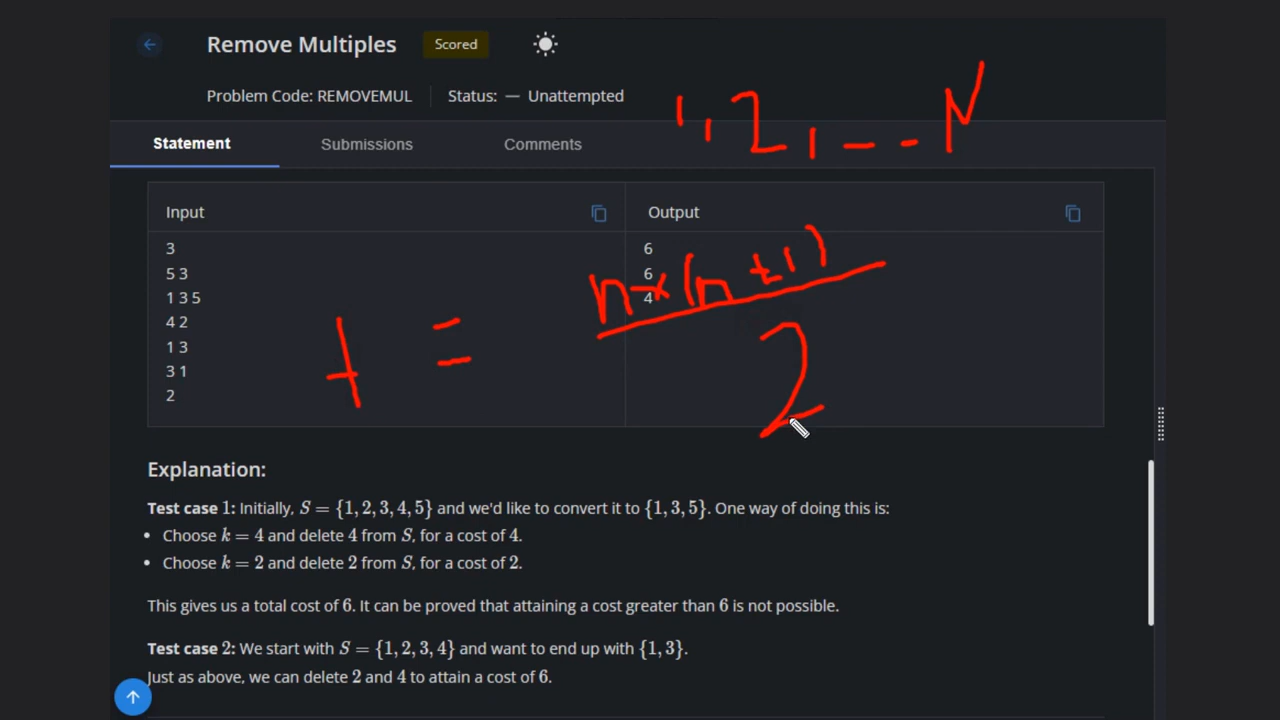 Remove Multiples Scored
Problem Code: REMOVEMUL Status: — Unattempted
1, 2, - - N
Statement Submissions Comments
Input Output
3
5 3
1 3 5
4 2
1 3
3 1
2
6
6
4
n x (n +1)
=
2
Explanation:
Test case 1: Initially, S = {1, 2, 3, 4, 5} and we'd like to convert it to {1, 3, 5}. One way of doing this is:
• Choose k = 4 and delete 4 from S, for a cost of 4.
• Choose k = 2 and delete 2 from S, for a cost of 2.
This gives us a total cost of 6. It can be proved that attaining a cost greater than 6 is not possible.
Test case 2: We start with S = {1, 2, 3, 4} and want to end up with {1, 3}.
Just as above, we can delete 2 and 4 to attain a cost of 6.